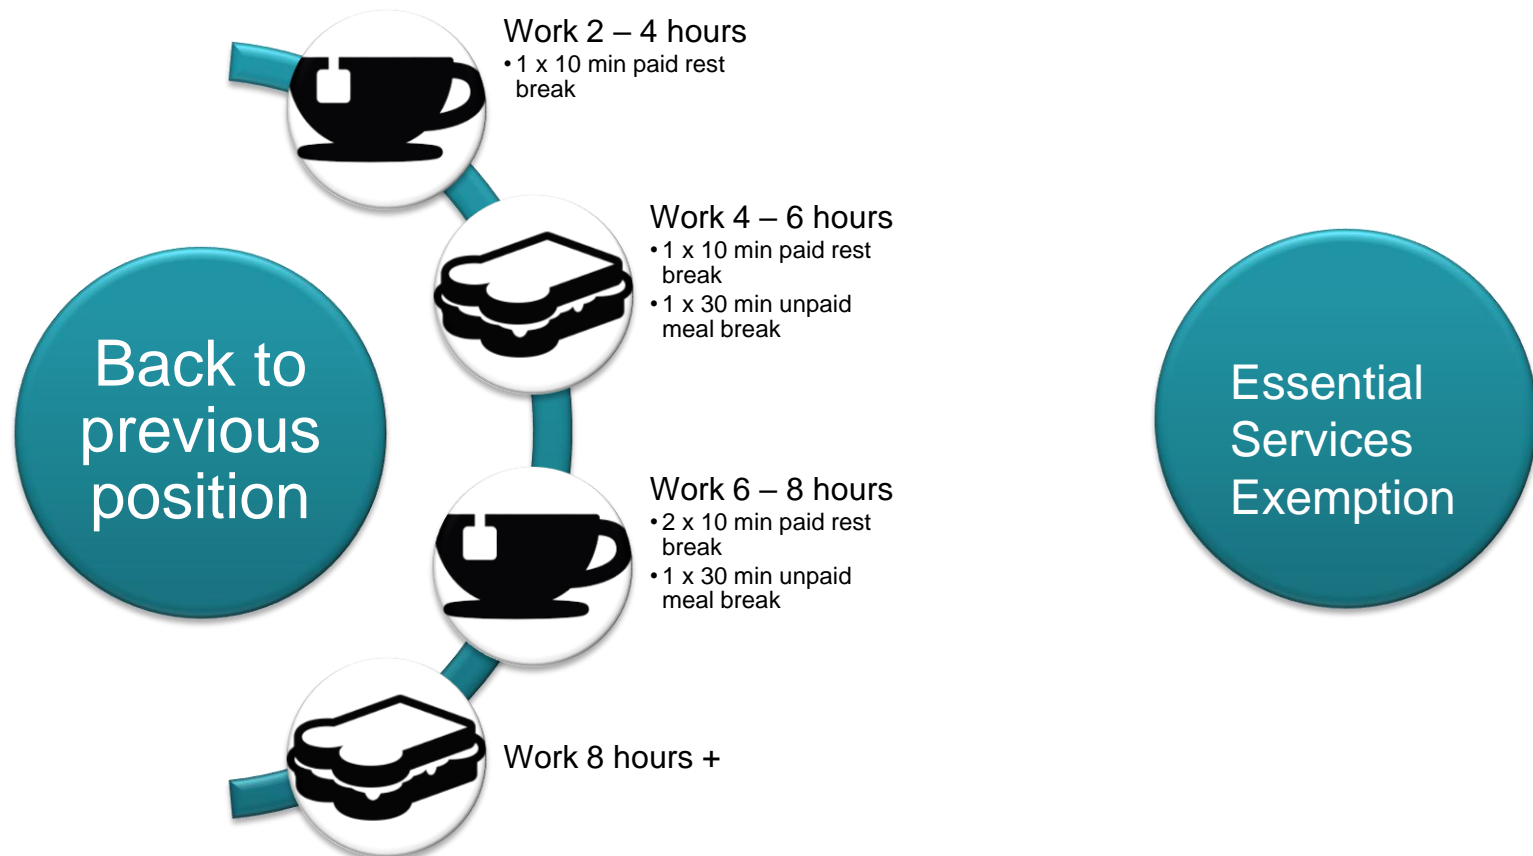 Back to
previous
position
Work 2 – 4 hours
• 1 x 10 min paid rest
break
Work 4 – 6 hours
• 1 x 10 min paid rest
break
• 1 x 30 min unpaid
meal break
Work 6 – 8 hours
• 2 x 10 min paid rest
break
• 1 x 30 min unpaid
meal break
Work 8 hours +
Essential
Services
Exemption